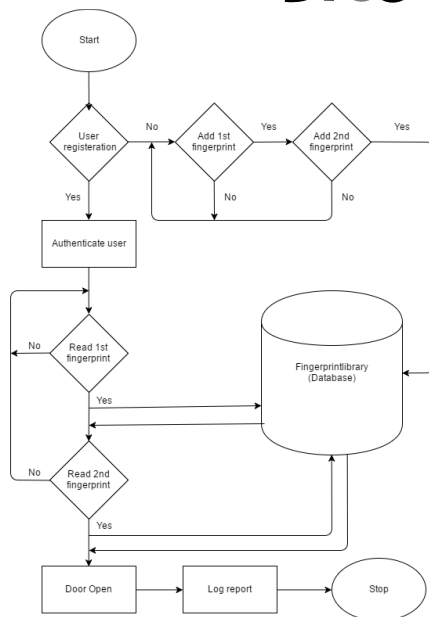 Start
User
registeration
No
Add 1st
fingerprint
Yes
Add 2nd
fingerprint
Yes
No
No
Yes
Authenticate user
Read 1st
fingerprint
No
Fingerprintlibrary
(Database)
Yes
Read 2nd
fingerprint
No
Yes
Door Open
Log report
Stop